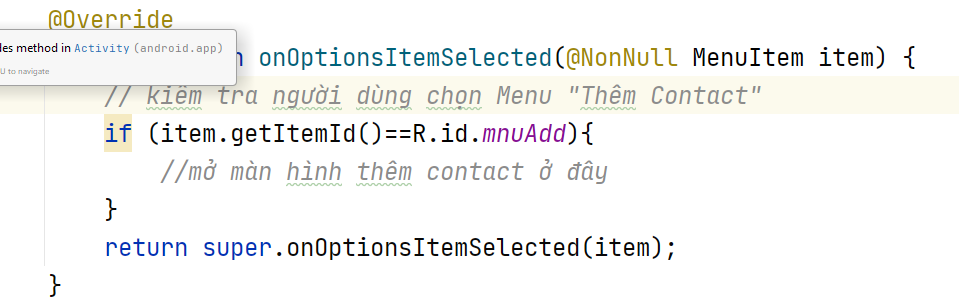 @Override
les method in Activity (android.app)
U to navigate
n onOptionsItemSelected(@NonNull MenuItem item) {
// kiểm tra người dùng chọn Menu "Thêm Contact"
if (item.getItemId()==R.id.mnuAdd){
//mở màn hình thêm contact ở đây
}
return super.onOptionsItemSelected(item);
}